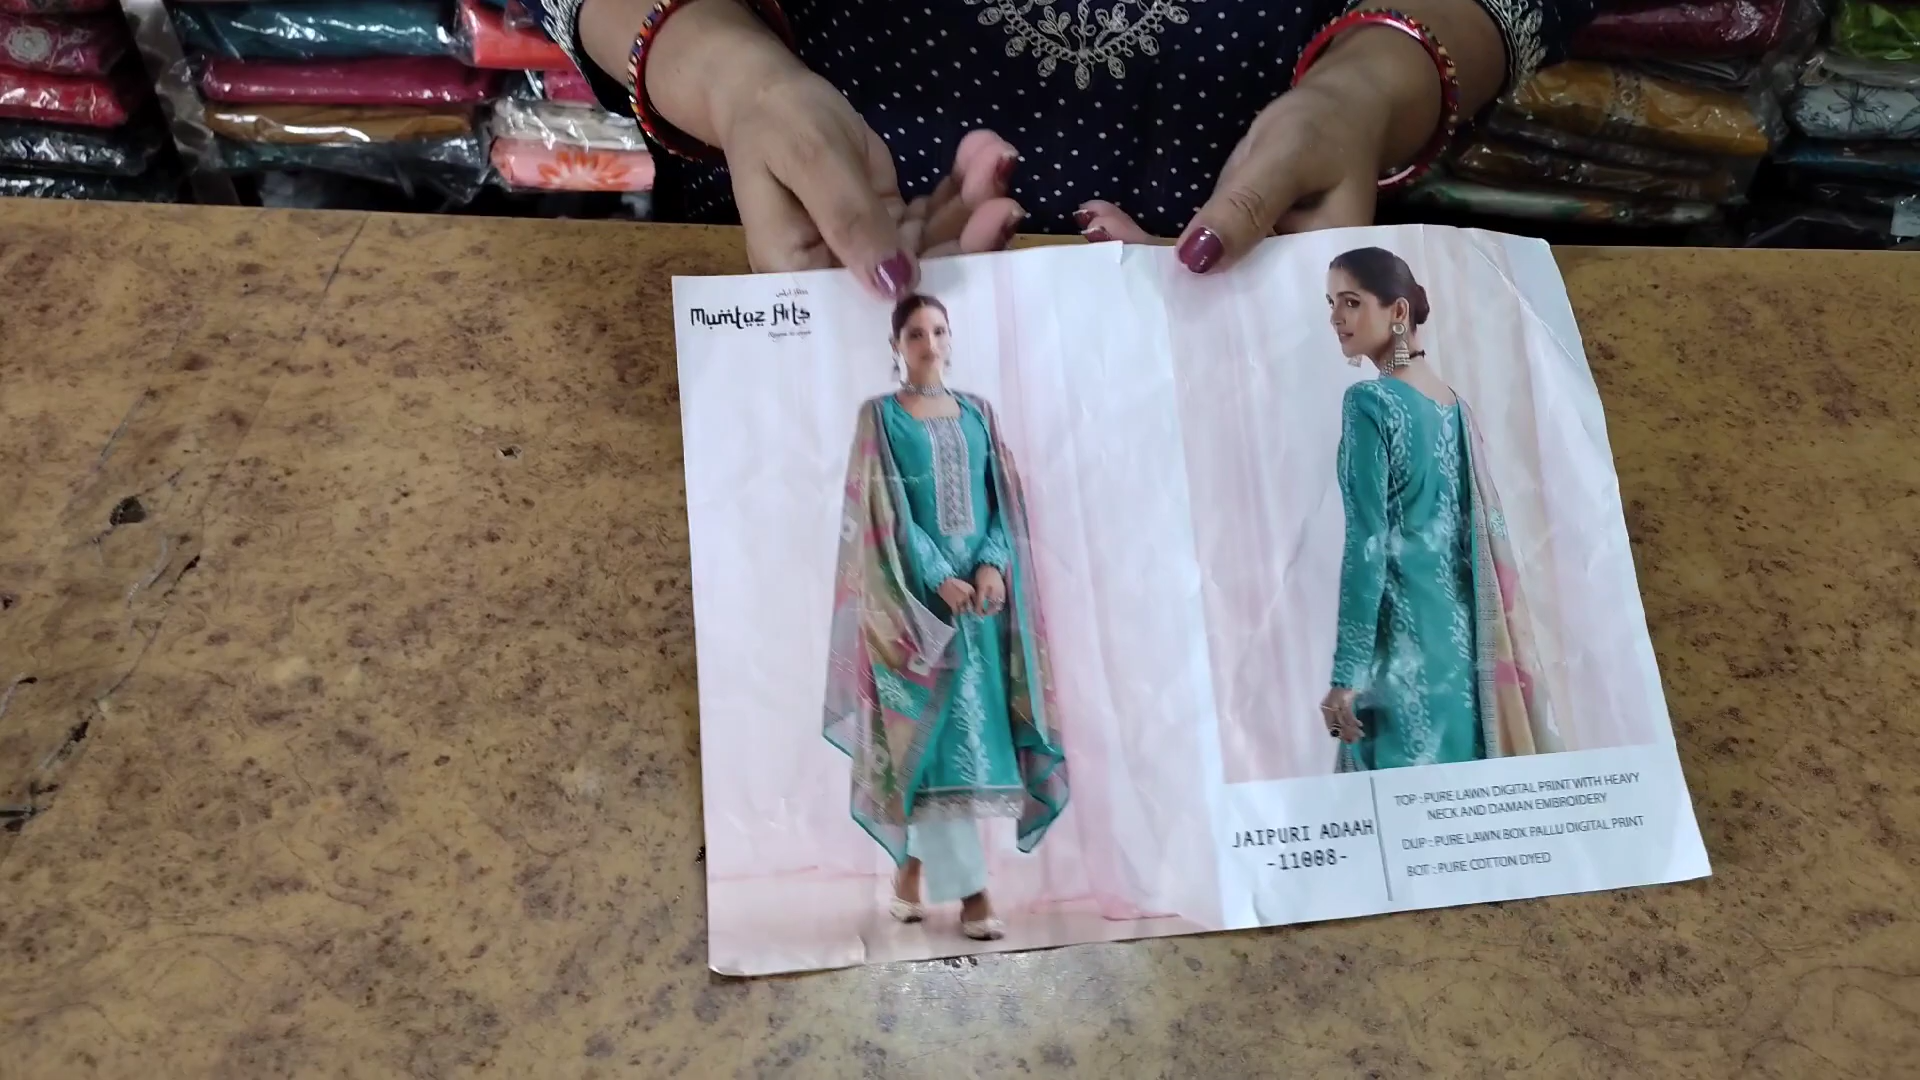 Mumtaz Arts
JAIPURI ADAAH
-11008-
TOP : PURE LAWN DIGITAL PRINT WITH HEAVY
NECK AND DAMAN EMBROIDERY
DUP : PURE LAWN BOX PALLU DIGITAL PRINT
BOT : PURE COTTON DYED